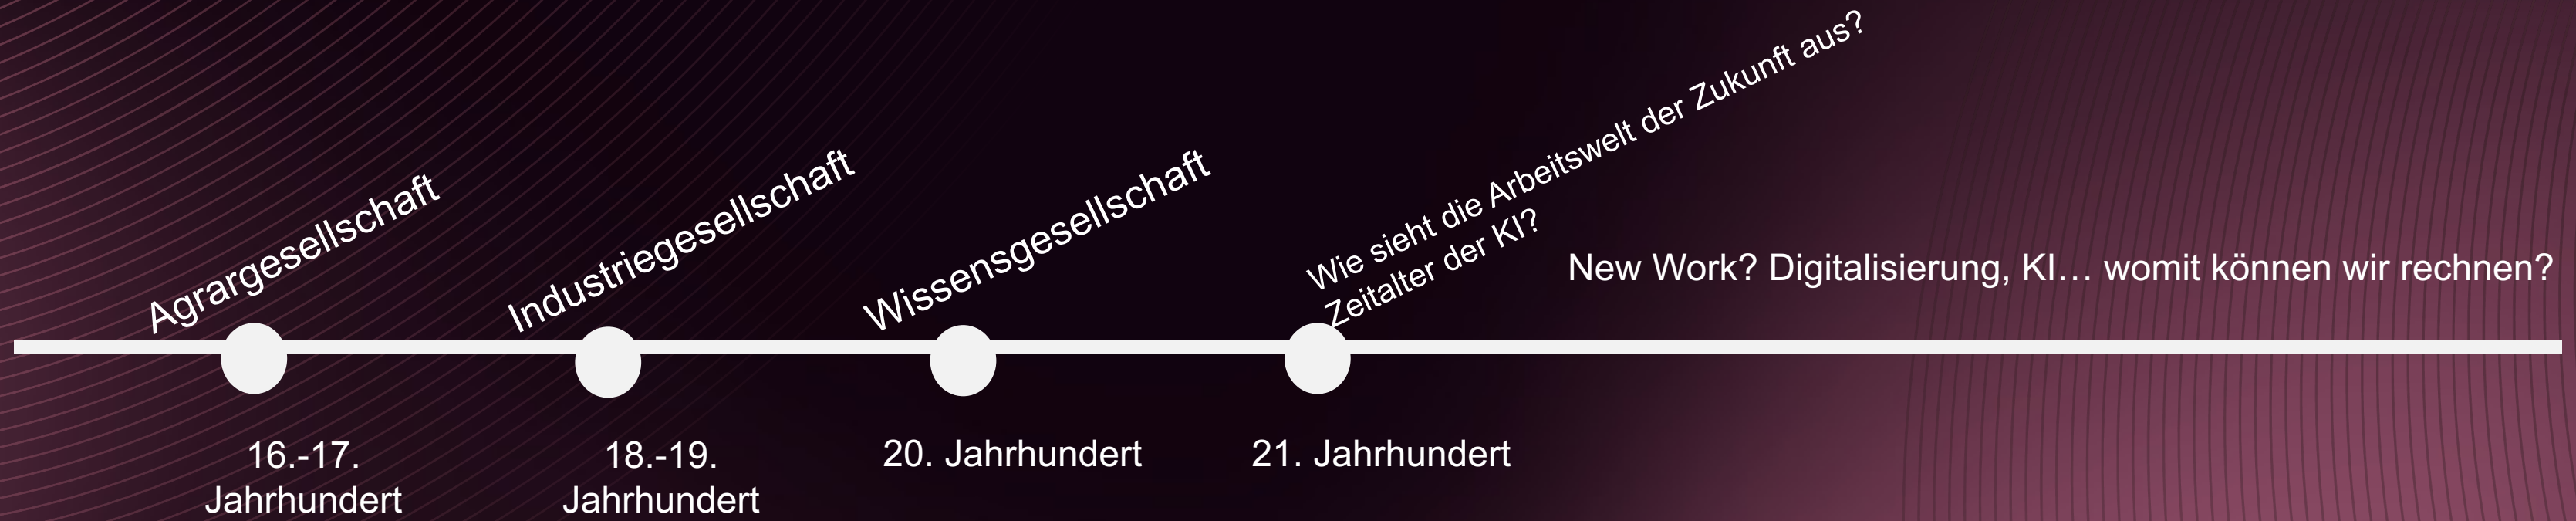 Agrargesellschaft
Industriegesellschaft
Wissensgesellschaft
Wie sieht die Arbeitswelt der Zukunft aus?
Zeitalter der KI?
New Work? Digitalisierung, KI… womit können wir rechnen?
16.-17.
Jahrhundert
18.-19.
Jahrhundert
20. Jahrhundert
21. Jahrhundert